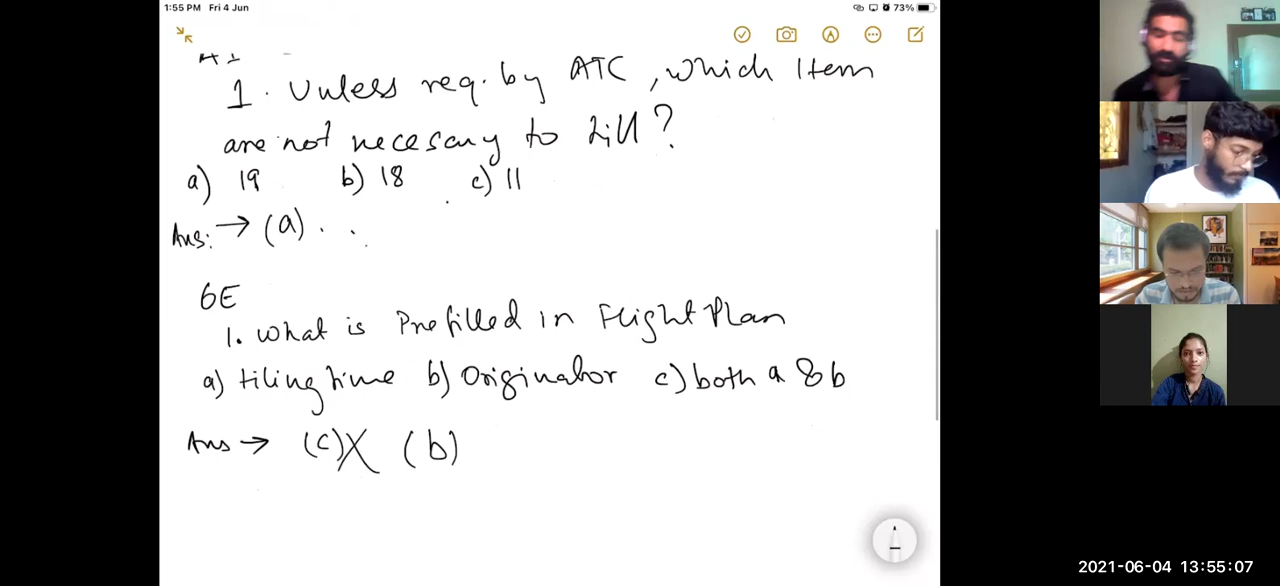 1:55 PM Fri 4 Jun
73%
1. Unless req. by ATC, which Item
are not necesary to fill?
a) 19 b) 18 c) 11
Ans: → (a) . .
6E
1. What is Prefilled in Flight Plan
a) filing time b) Originator c) both a & b
Ans → (c)X (b)
2021-06-04 13:55:07